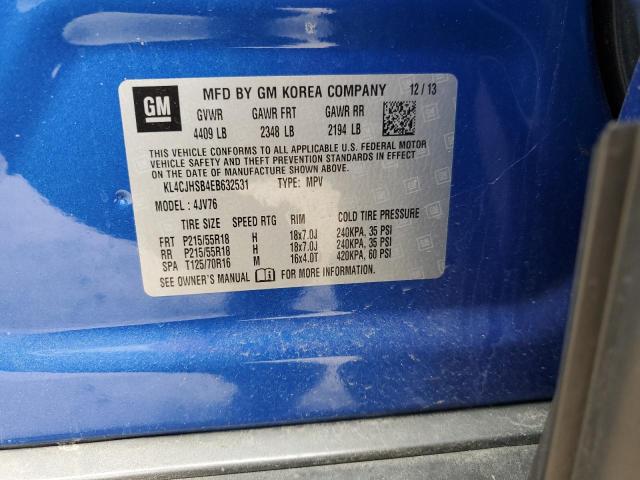 GM MFD BY GM KOREA COMPANY 12 / 13
GVWR GAWR FRT GAWR RR
4409 LB 2348 LB 2194 LB
THIS VEHICLE CONFORMS TO ALL APPLICABLE U.S. FEDERAL MOTOR
VEHICLE SAFETY AND THEFT PREVENTION STANDARDS IN EFFECT
ON THE DATE OF MANUFACTURE SHOWN ABOVE.
KL4CJHSB4EB632531 TYPE: MPV
MODEL: 4JV76
TIRE SIZE SPEED RTG RIM COLD TIRE PRESSURE
FRT P215/55R18 H 18x7.0J 240KPA, 35 PSI
RR P215/55R18 H 18x7.0J 240KPA, 35 PSI
SPA T125/70R16 M 16x4.0T 420KPA, 60 PSI
SEE OWNER'S MANUAL FOR MORE INFORMATION.